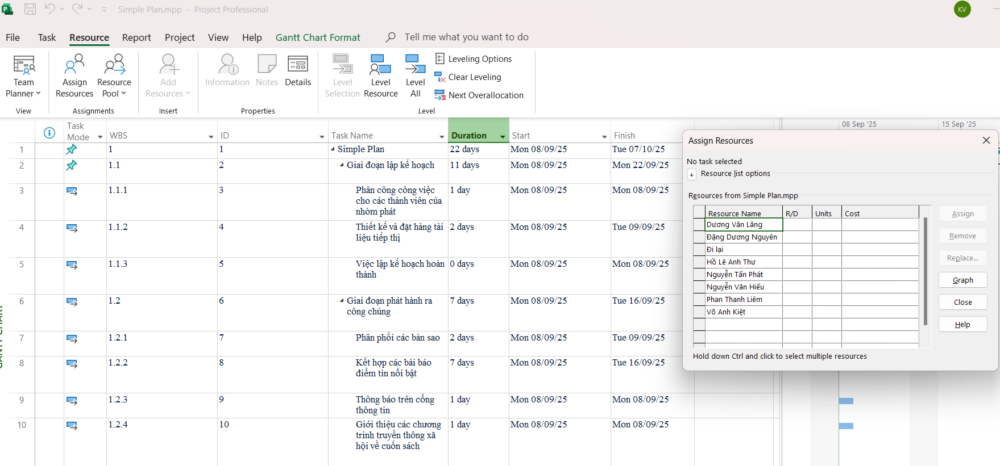 Simple Plan.mpp - Project Professional
KV
File Task Resource Report Project View Help Gantt Chart Format Tell me what you want to do
Team Planner
View
Assign Resources
Resource Pool
Assignments
Add Resources
Insert
Information
Notes
Details
Properties
Level Selection
Level Resource
Level All
Leveling Options
Clear Leveling
Next Overallocation
Level
Task Mode WBS ID Task Name Duration Start Finish
08 Sep '25 15 Sep '25
1 1 1 Simple Plan 22 days Mon 08/09/25 Tue 07/10/25
2 1.1 2 Giai đoạn lập kế hoạch 11 days Mon 08/09/25 Mon 22/09/25
3 1.1.1 3 Phân công công việc 1 day Mon 08/09/25 Mon 08/09/25
cho các thành viên của
nhóm phát
4 1.1.2 4 Thiết kế và đặt hàng tài 2 days Mon 08/09/25 Tue 09/09/25
liệu tiếp thị
5 1.1.3 5 Việc lập kế hoạch hoàn 0 days Mon 08/09/25 Mon 08/09/25
thành
6 1.2 6 Giai đoạn phát hành ra 7 days Mon 08/09/25 Tue 16/09/25
công chúng
7 1.2.1 7 Phân phối các bản sao 2 days Mon 08/09/25 Tue 09/09/25
8 1.2.2 8 Kết hợp các bài báo 7 days Mon 08/09/25 Tue 16/09/25
điểm tin nổi bật
9 1.2.3 9 Thông báo trên cổng 1 day Mon 08/09/25 Mon 08/09/25
thông tin
10 1.2.4 10 Giới thiệu các chương 1 day Mon 08/09/25 Mon 08/09/25
trình truyền thông xã
hội về cuốn sách
Assign Resources
No task selected
+ Resource list options
Resources from Simple Plan.mpp
Resource Name R/D Units Cost
Dương Văn Lăng
Đặng Dương Nguyên
Đi lại
Hồ Lê Anh Thư
Nguyễn Tấn Phát
Nguyễn Văn Hiếu
Phan Thanh Liêm
Võ Anh Kiệt
Assign
Remove
Replace...
Graph
Close
Help
Hold down Ctrl and click to select multiple resources